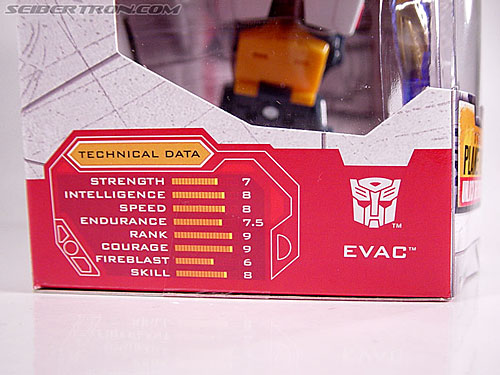 SEIBERTRON.COM
TECHNICAL DATA
STRENGTH 7
INTELLIGENCE 8
SPEED 8
ENDURANCE 7.5
RANK 9
COURAGE 9
FIREBLAST 6
SKILL 8
TM
EVAC™